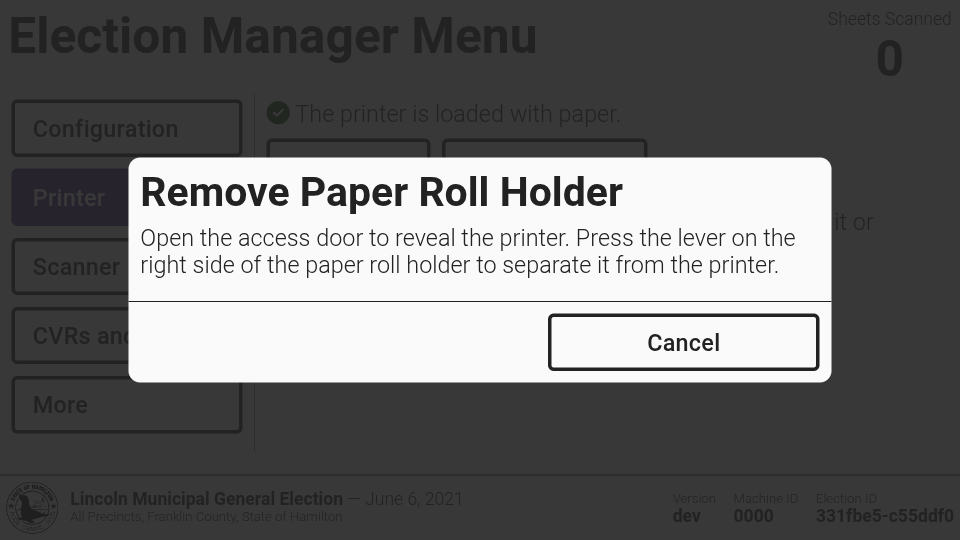 Election Manager Menu
Sheets Scanned
0
Configuration
Printer
Scanner
CVRs and
More
The printer is loaded with paper.
it or
Remove Paper Roll Holder
Open the access door to reveal the printer. Press the lever on the
right side of the paper roll holder to separate it from the printer.
Cancel
Lincoln Municipal General Election — June 6, 2021
All Precincts, Franklin County, State of Hamilton
Version
dev
Machine ID
0000
Election ID
331fbe5-c55ddf0